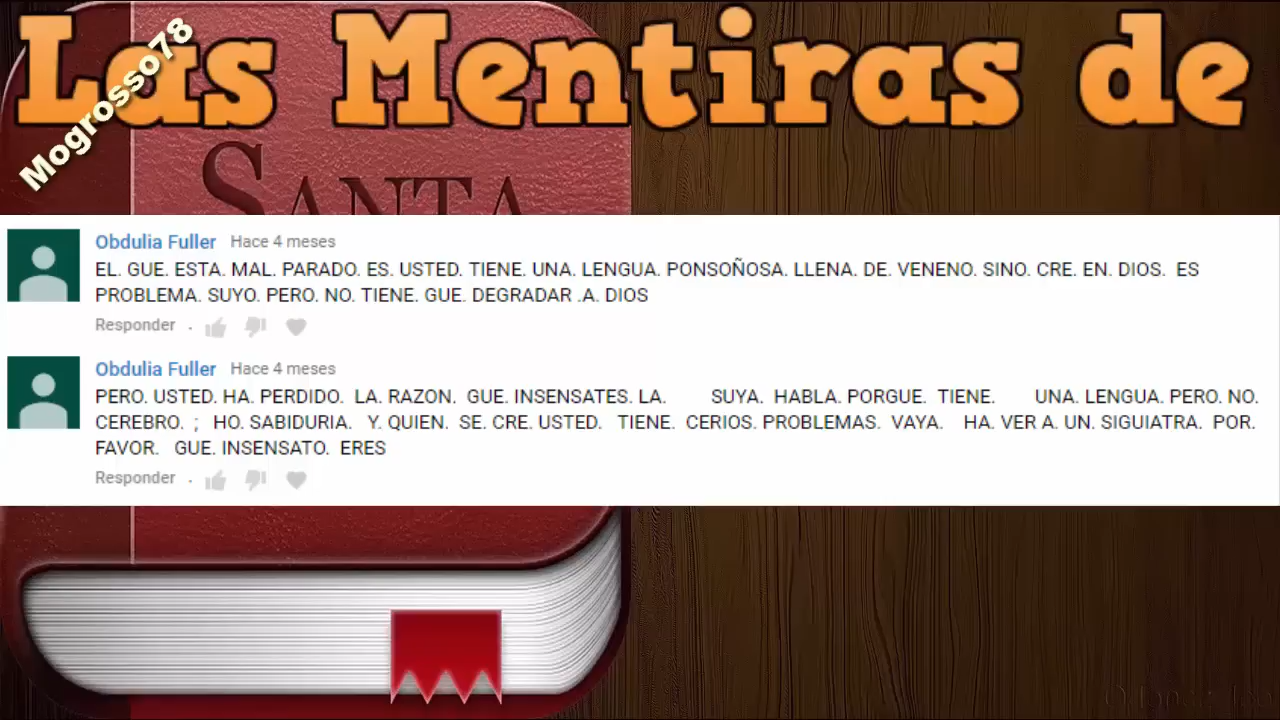 Las Mentiras de
Mogrosso78
SANTA
Obdulia Fuller Hace 4 meses
EL. GUE. ESTA. MAL. PARADO. ES. USTED. TIENE. UNA. LENGUA. PONSOÑOSA. LLENA. DE. VENENO. SINO. CRE. EN. DIOS. ES
PROBLEMA. SUYO. PERO. NO. TIENE. GUE. DEGRADAR .A. DIOS
Responder .
Obdulia Fuller Hace 4 meses
PERO. USTED. HA. PERDIDO. LA. RAZON. GUE. INSENSATES. LA. SUYA. HABLA. PORGUE. TIENE. UNA. LENGUA. PERO. NO.
CEREBRO. ; HO. SABIDURIA. Y. QUIEN. SE. CRE. USTED. TIENE. CERIOS. PROBLEMAS. VAYA. HA. VER A. UN. SIGUIATRA. POR.
FAVOR. GUE. INSENSATO. ERES
Responder .